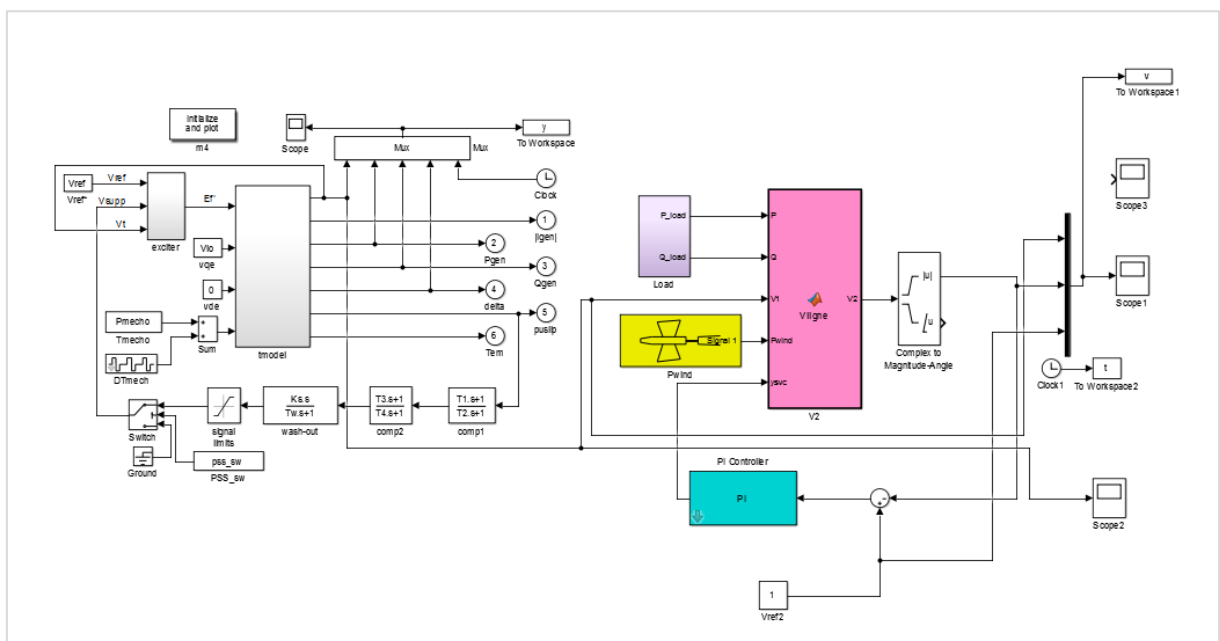 Initialize
and plot
m4
Scope
y
To Workspace
Mux
Mux
Clock
Vref
Vref"
Vref
Vsupp
Vt
exciter
Ef'
Vio
vqe
0
vde
Pmecho
Tmecho
Sum
DTmech
tmodel
1
|Igen|
2
Pgen
3
Qgen
4
delta
5
puslip
6
Tem
Switch
Ground
pss_sw
PSS_sw
signal
limits
Ks.s
Tw.s+1
wash-out
T3.s+1
T4.s+1
comp2
T1.s+1
T2.s+1
comp1
P_load
Q_load
Load
Signal 1
Pwind
P
Q
V1
Pwind
ysvc
Vligne
V2
V2
|u|
u
Complex to
Magnitude-Angle
PI Controller
PI
1
Vref2
v
To Workspace1
Scope3
Scope1
Clock1
t
To Workspace2
Scope2